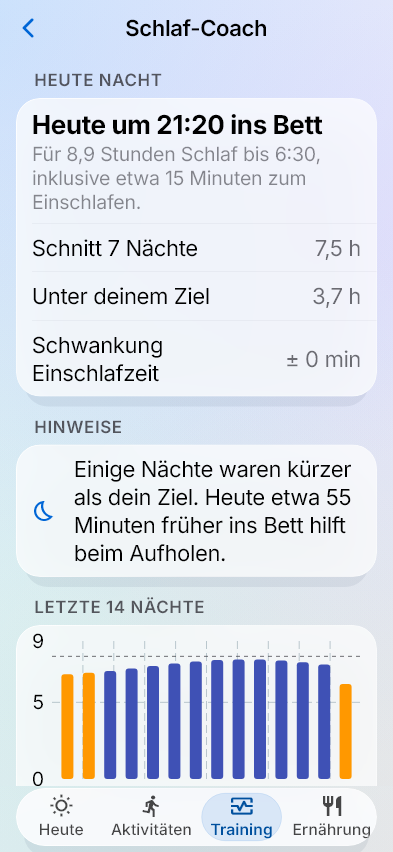 Schlaf-Coach
HEUTE NACHT
Heute um 21:20 ins Bett
Für 8,9 Stunden Schlaf bis 6:30,
inklusive etwa 15 Minuten zum
Einschlafen.
Schnitt 7 Nächte 7,5 h
Unter deinem Ziel 3,7 h
Schwankung
Einschlafzeit ± 0 min
HINWEISE
Einige Nächte waren kürzer
als dein Ziel. Heute etwa 55
Minuten früher ins Bett hilft
beim Aufholen.
LETZTE 14 NÄCHTE
9
5
0
Heute Aktivitäten Training Ernährung